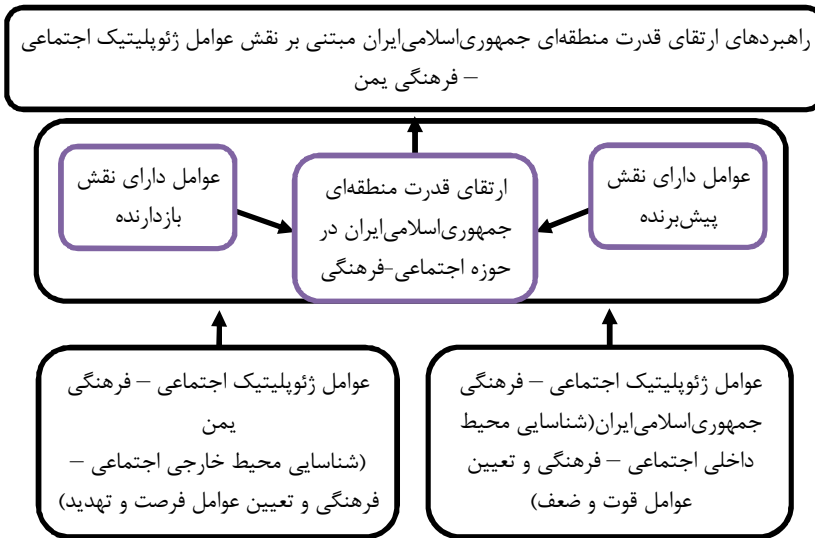 راهبردهای ارتقای قدرت منطقه‌ای جمهوری‌اسلامی‌ایران مبتنی بر نقش عوامل ژئوپلیتیک اجتماعی
– فرهنگی یمن
عوامل دارای نقش
پیش‌برنده
ارتقای قدرت منطقه‌ای
جمهوری‌اسلامی‌ایران در
حوزه اجتماعی-فرهنگی
عوامل دارای نقش
بازدارنده
عوامل ژئوپلیتیک اجتماعی – فرهنگی
جمهوری‌اسلامی‌ایران(شناسایی محیط
داخلی اجتماعی – فرهنگی و تعیین
عوامل قوت و ضعف)
عوامل ژئوپلیتیک اجتماعی – فرهنگی
یمن
(شناسایی محیط خارجی اجتماعی –
فرهنگی و تعیین عوامل فرصت و تهدید)